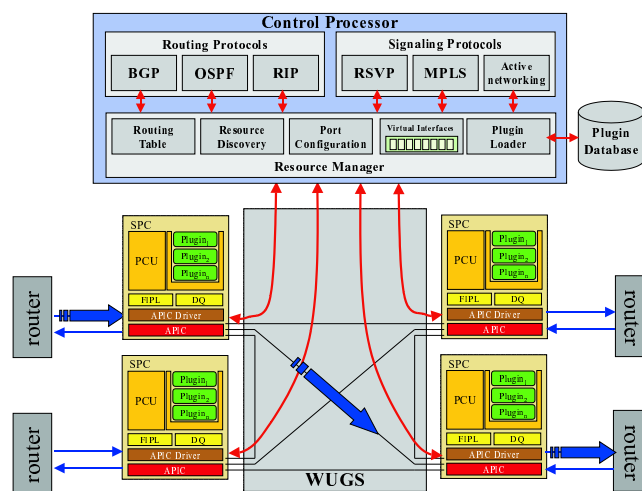 Control Processor
Routing Protocols
Signaling Protocols
BGP
OSPF
RIP
RSVP
MPLS
Active
networking
Routing
Table
Resource
Discovery
Port
Configuration
Virtual Interfaces
Plugin
Loader
Resource Manager
Plugin
Database
SPC
PCU
Plugin1
Plugin2
Pluginn
FIPL
DQ
APIC Driver
APIC
SPC
PCU
Plugin1
Plugin2
Pluginn
FIPL
DQ
APIC Driver
APIC
router
router
SPC
PCU
Plugin1
Plugin2
Pluginn
FIPL
DQ
APIC Driver
APIC
SPC
PCU
Plugin1
Plugin2
Pluginn
FIPL
DQ
APIC Driver
APIC
router
router
WUGS